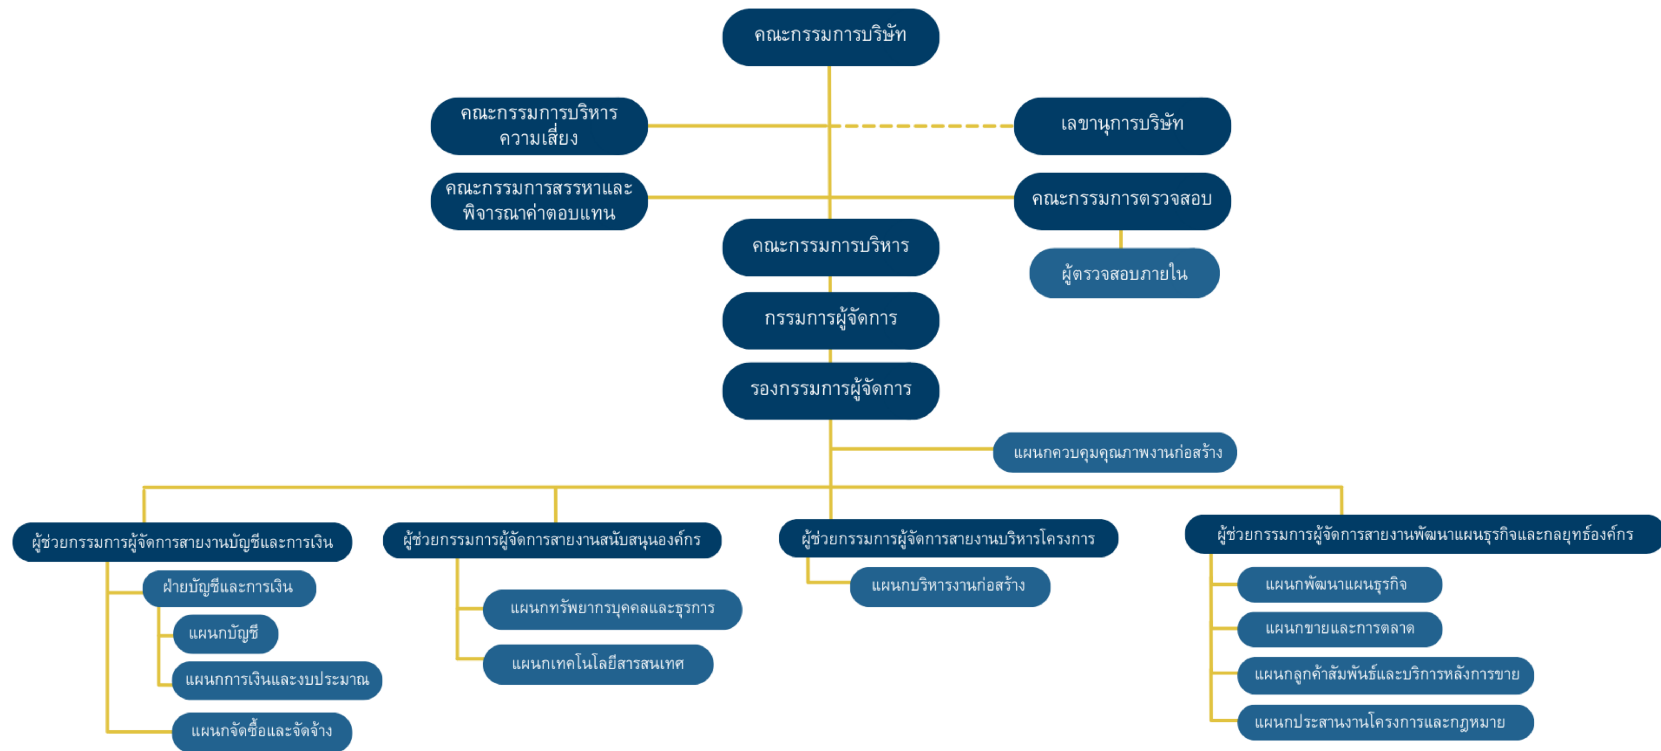 คณะกรรมการบริษัท
คณะกรรมการบริหาร
ความเสี่ยง
เลขานุการบริษัท
คณะกรรมการสรรหาและ
พิจารณาค่าตอบแทน
คณะกรรมการตรวจสอบ
คณะกรรมการบริหาร
ผู้ตรวจสอบภายใน
กรรมการผู้จัดการ
รองกรรมการผู้จัดการ
แผนกควบคุมคุณภาพงานก่อสร้าง
ผู้ช่วยกรรมการผู้จัดการสายงานบัญชีและการเงิน
ฝ่ายบัญชีและการเงิน
แผนกบัญชี
แผนกการเงินและงบประมาณ
แผนกจัดซื้อและจัดจ้าง
ผู้ช่วยกรรมการผู้จัดการสายงานสนับสนุนองค์กร
แผนกทรัพยากรบุคคลและธุรการ
แผนกเทคโนโลยีสารสนเทศ
ผู้ช่วยกรรมการผู้จัดการสายงานบริหารโครงการ
แผนกบริหารงานก่อสร้าง
ผู้ช่วยกรรมการผู้จัดการสายงานพัฒนาแผนธุรกิจและกลยุทธ์องค์กร
แผนกพัฒนาแผนธุรกิจ
แผนกขายและการตลาด
แผนกลูกค้าสัมพันธ์และบริการหลังการขาย
แผนกประสานงานโครงการและกฎหมาย